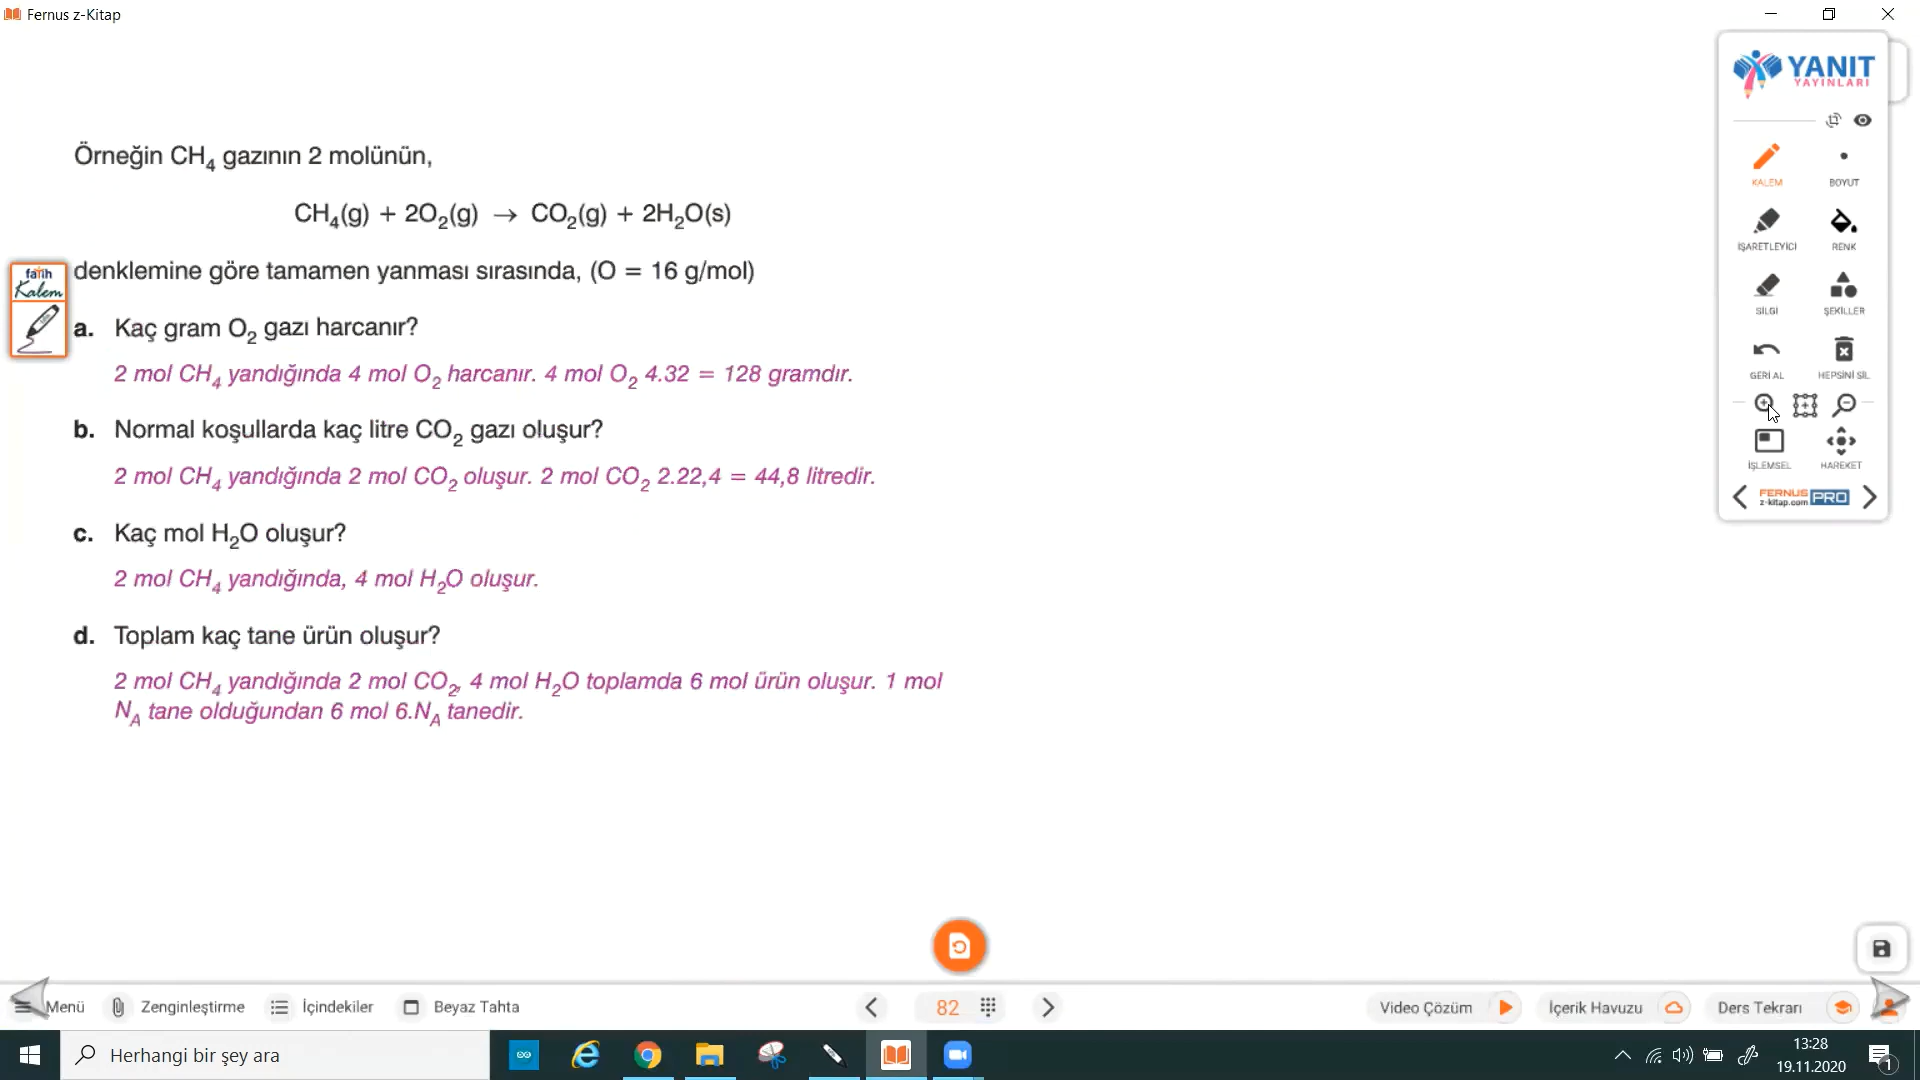 Fernus z-Kitap
YANIT
YAYINLARI
Örneğin CH₄ gazının 2 molünün,
CH₄(g) + 2O₂(g) → CO₂(g) + 2H₂O(s)
denklemine göre tamamen yanması sırasında, (O = 16 g/mol)
fatih
Kalem
a. Kaç gram O₂ gazı harcanır?
2 mol CH₄ yandığında 4 mol O₂ harcanır. 4 mol O₂ 4.32 = 128 gramdır.
b. Normal koşullarda kaç litre CO₂ gazı oluşur?
2 mol CH₄ yandığında 2 mol CO₂ oluşur. 2 mol CO₂ 2.22,4 = 44,8 litredir.
c. Kaç mol H₂O oluşur?
2 mol CH₄ yandığında, 4 mol H₂O oluşur.
d. Toplam kaç tane ürün oluşur?
2 mol CH₄ yandığında 2 mol CO₂, 4 mol H₂O toplamda 6 mol ürün oluşur. 1 mol
N_A tane olduğundan 6 mol 6.N_A tanedir.
KALEM BOYUT
İŞARETLEYİCİ RENK
SİLGİ ŞEKİLLER
GERİ AL HEPSİNİ SİL
İŞLEMSEL HAREKET
FERNUS
z-kitap.com PRO
Menü Zenginleştirme İçindekiler Beyaz Tahta 82 Video Çözüm İçerik Havuzu Ders Tekrarı
Herhangi bir şey ara
13:28
19.11.2020
1